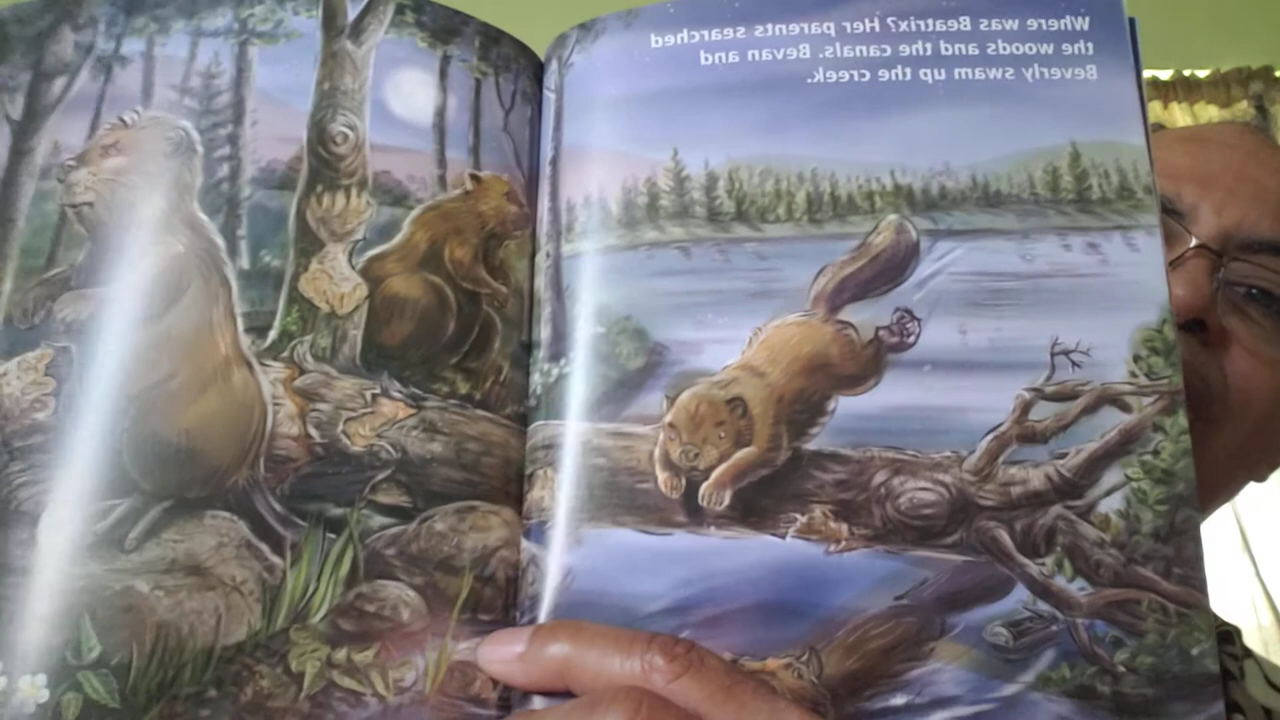 Where was Beatrix? Her parents searched
the woods and the canals. Bevan and
Beverly swam up the creek.